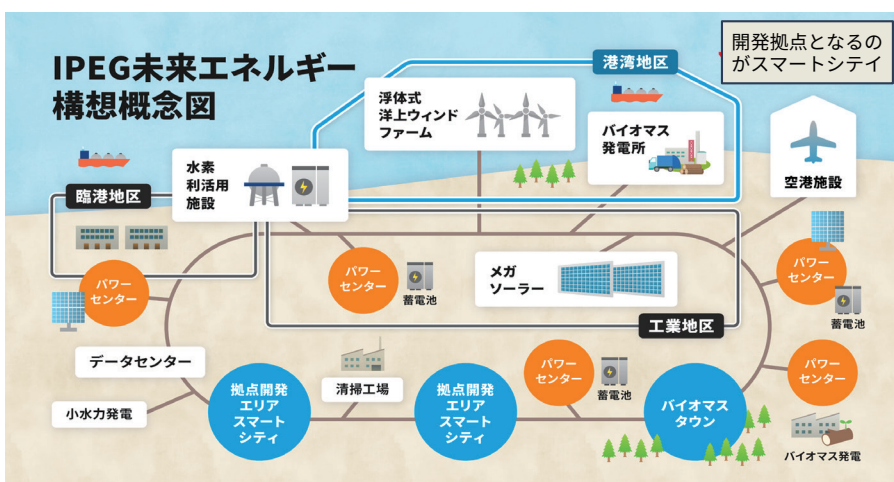 IPEG未来エネルギー
構想概念図
開発拠点となるの
がスマートシテイ
港湾地区
浮体式
洋上ウィンド
ファーム
バイオマス
発電所
空港施設
水素
利活用
施設
臨港地区
パワー
センター
パワー
センター
蓄電池
メガ
ソーラー
パワー
センター
蓄電池
工業地区
データセンター
小水力発電
拠点開発
エリア
スマート
シティ
清掃工場
拠点開発
エリア
スマート
シティ
パワー
センター
蓄電池
バイオマス
タウン
パワー
センター
バイオマス発電